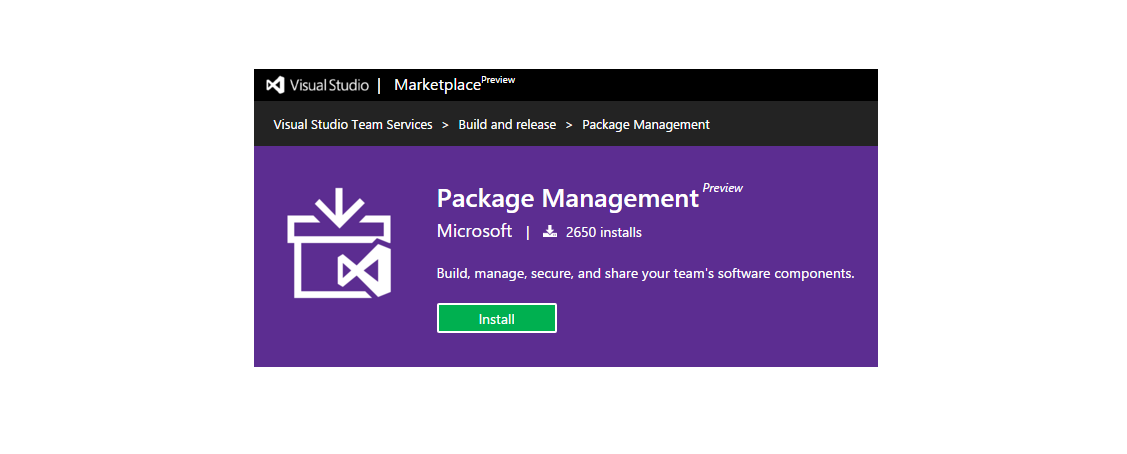 Visual Studio | Marketplace Preview
Visual Studio Team Services > Build and release > Package Management
Package Management Preview
Microsoft | 2650 installs
Build, manage, secure, and share your team's software components.
Install